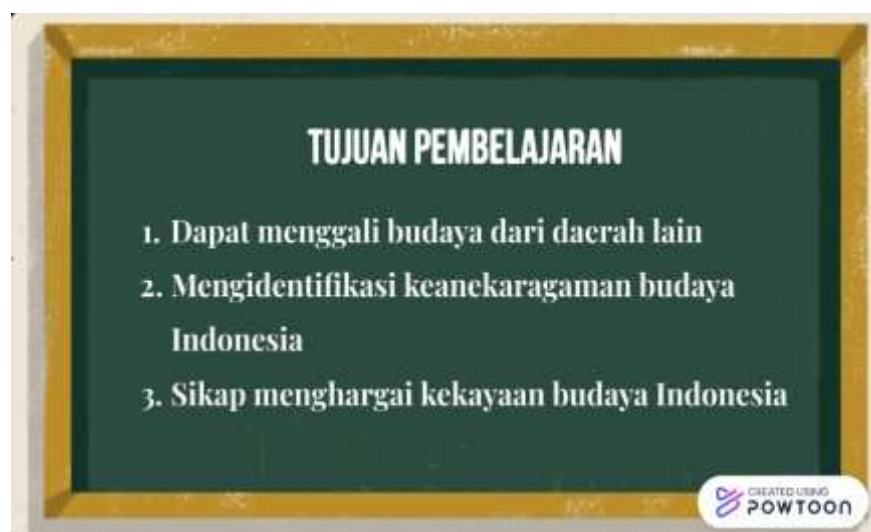 TUJUAN PEMBELAJARAN
1. Dapat menggali budaya dari daerah lain
2. Mengidentifikasi keanekaragaman budaya
Indonesia
3. Sikap menghargai kekayaan budaya Indonesia
CREATED USING
POWTOON